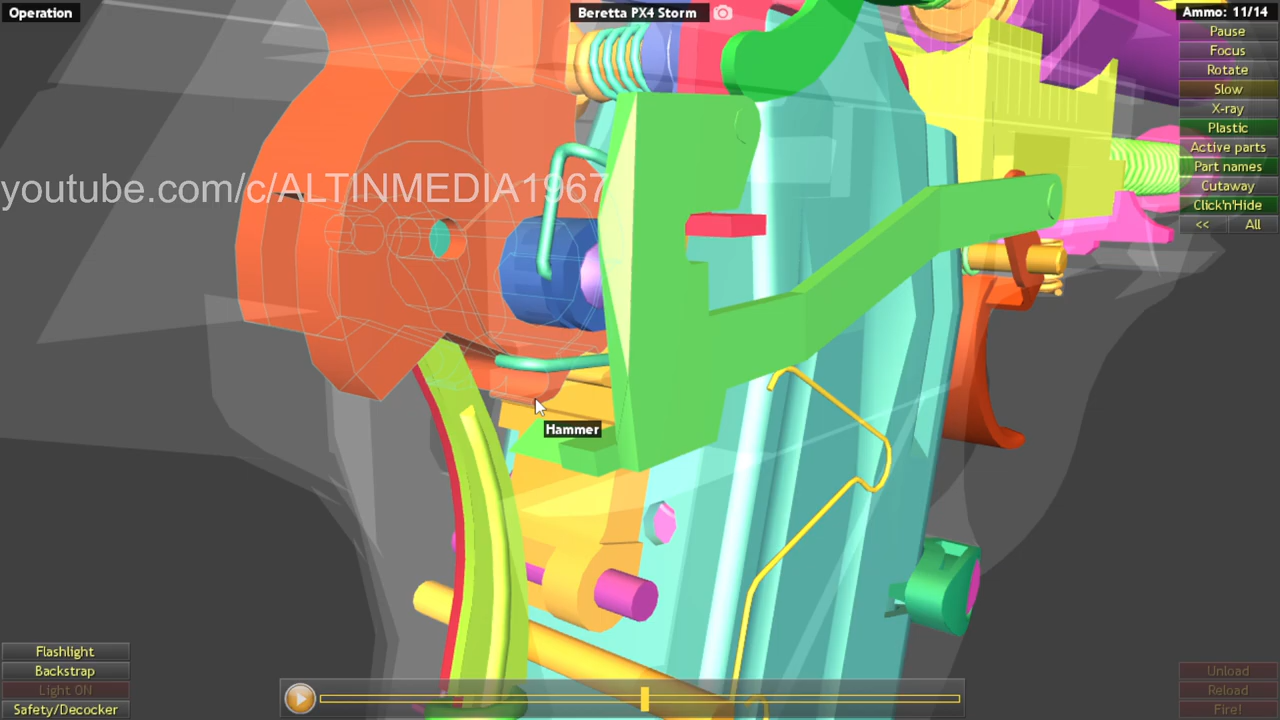 Operation
Beretta PX4 Storm
Ammo: 11/14
Pause
Focus
Rotate
Slow
X-ray
Plastic
Active parts
Part names
Cutaway
Click'n'Hide
<< All
youtube.com/c/ALTINMEDIA1967
Hammer
Flashlight
Backstrap
Light ON
Safety/Decocker
Unload
Reload
Fire!